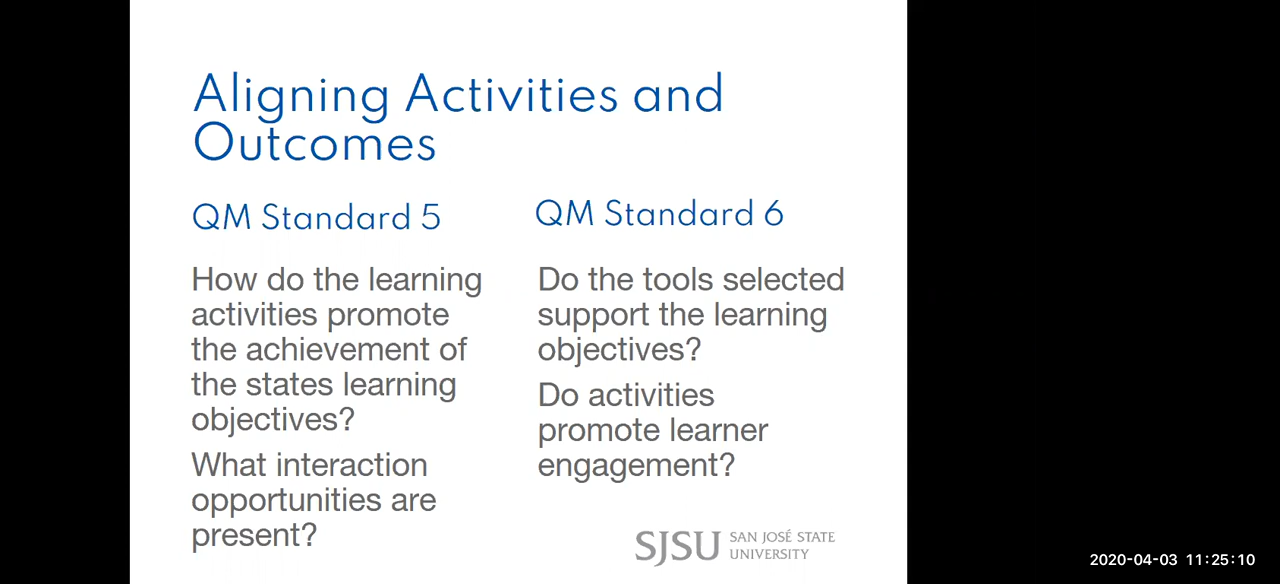 Aligning Activities and
Outcomes
QM Standard 5
How do the learning
activities promote
the achievement of
the states learning
objectives?
What interaction
opportunities are
present?
QM Standard 6
Do the tools selected
support the learning
objectives?
Do activities
promote learner
engagement?
SJSU SAN JOSÉ STATE
UNIVERSITY
2020-04-03 11:25:10